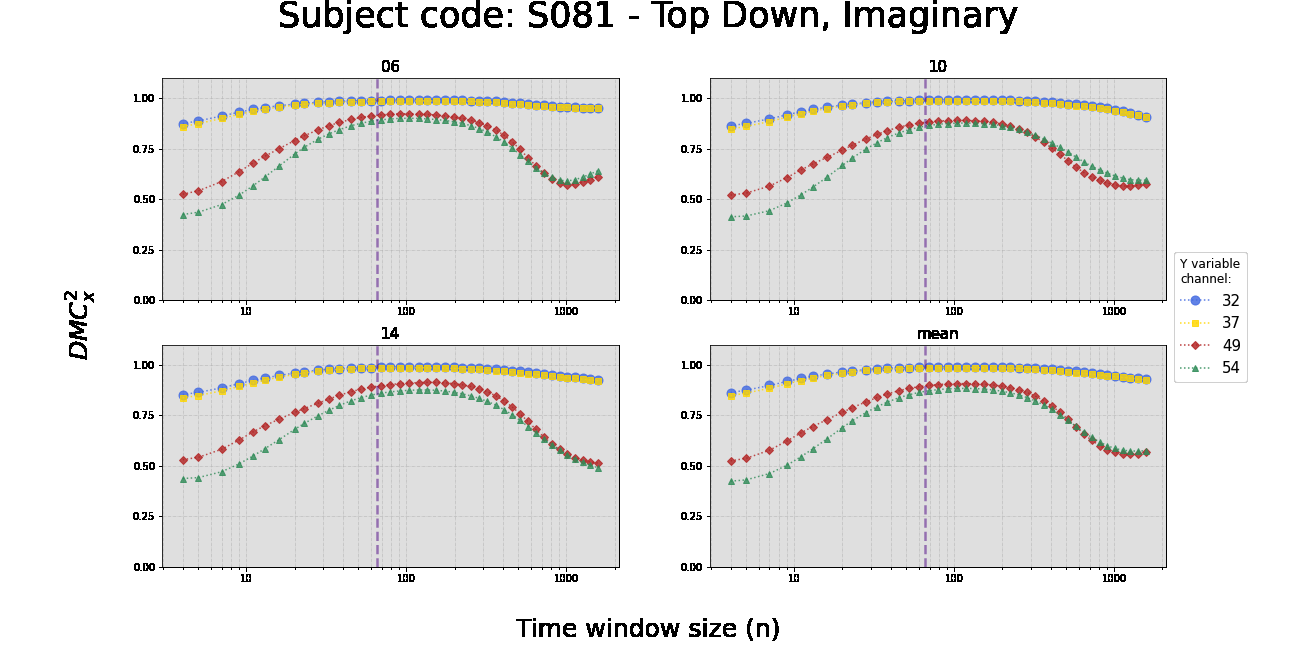 Subject code: S081 - Top Down, Imaginary
06
1.00
0.75
0.50
0.25
0.00
10 100 1000
10
1.00
0.75
0.50
0.25
0.00
10 100 1000
14
1.00
0.75
0.50
0.25
0.00
10 100 1000
mean
1.00
0.75
0.50
0.25
0.00
10 100 1000
DMC²ₓ
Time window size (n)
Y variable
channel:
32
37
49
54